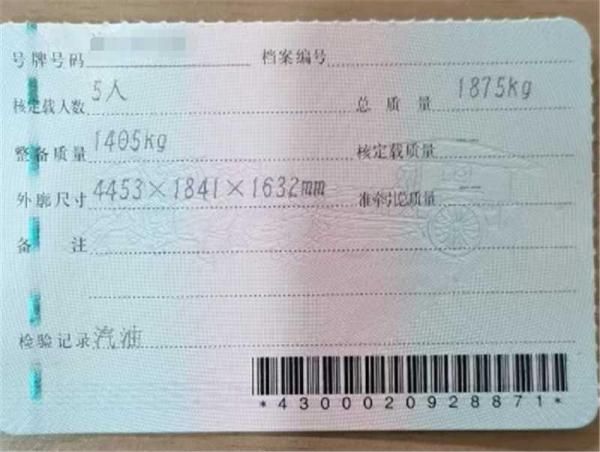 号牌号码 档案编号
核定载人数 5人 总质量 1875kg
整备质量 1405kg 核定载质量 --
外廓尺寸 4453×1841×1632mm 准牵引总质量 --
备注
检验记录 汽油
*4300020928871*